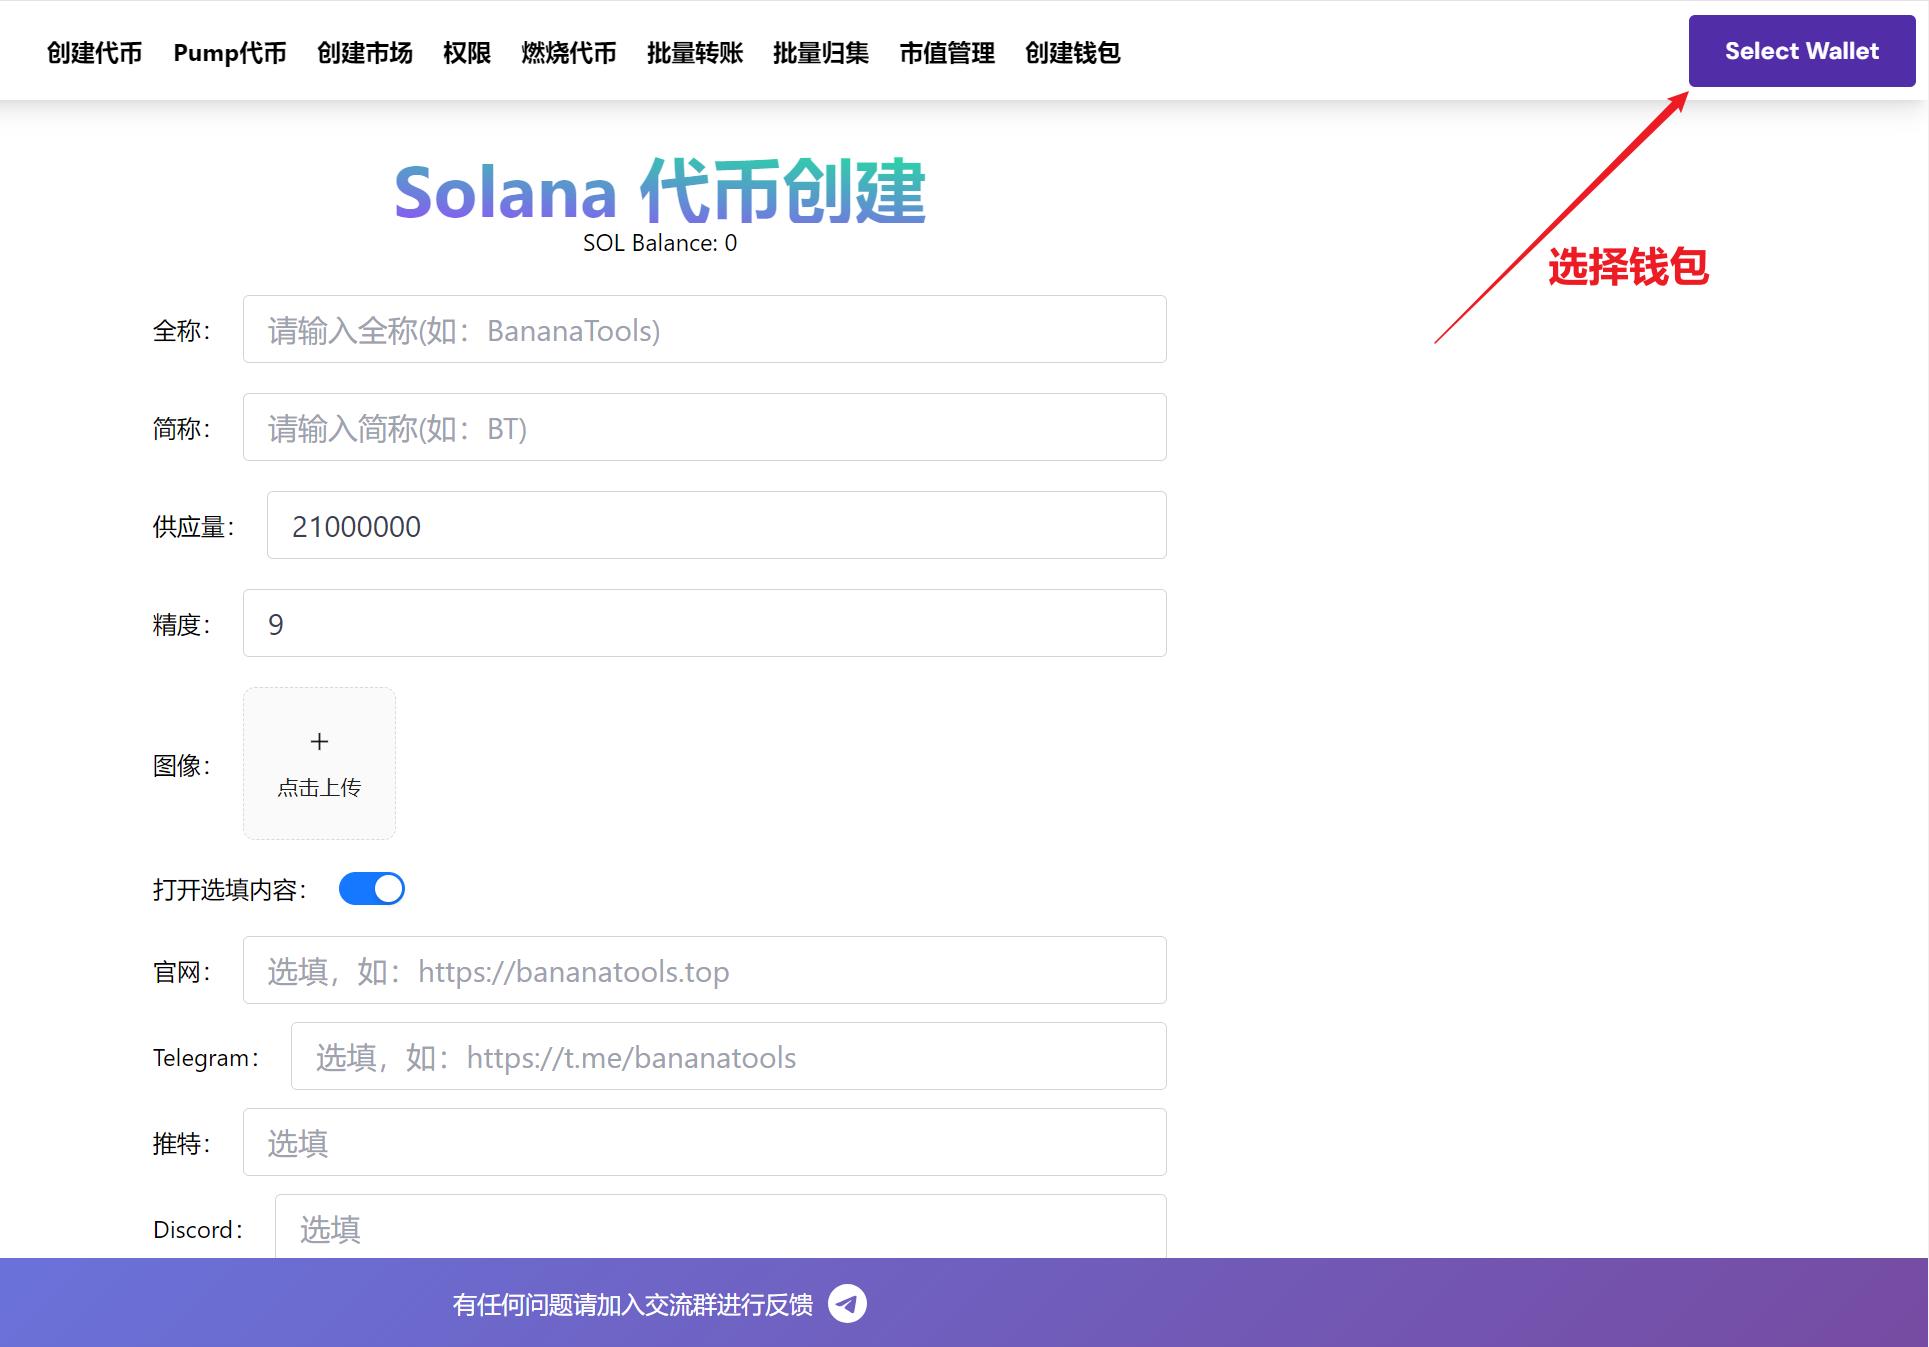 创建代币 Pump代币 创建市场 权限 燃烧代币 批量转账 批量归集 市值管理 创建钱包 Select Wallet
Solana 代币创建
SOL Balance: 0
选择钱包
全称： 请输入全称(如：BananaTools)
简称： 请输入简称(如：BT)
供应量： 21000000
精度： 9
图像： 点击上传
打开选填内容：
官网： 选填，如：https://bananatools.top
Telegram： 选填，如：https://t.me/bananatools
推特： 选填
Discord： 选填
有任何问题请加入交流群进行反馈